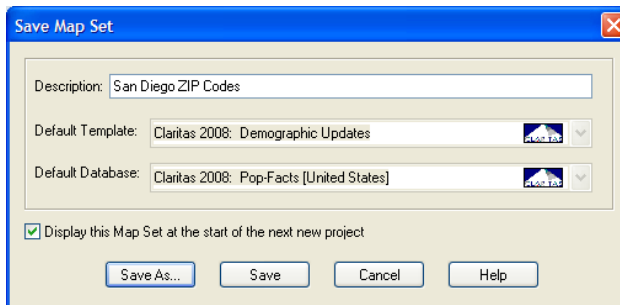 Save Map Set
Description: San Diego ZIP Codes
Default Template: Claritas 2008: Demographic Updates CLARITAS
Default Database: Claritas 2008: Pop-Facts [United States] CLARITAS
Display this Map Set at the start of the next new project
Save As... Save Cancel Help